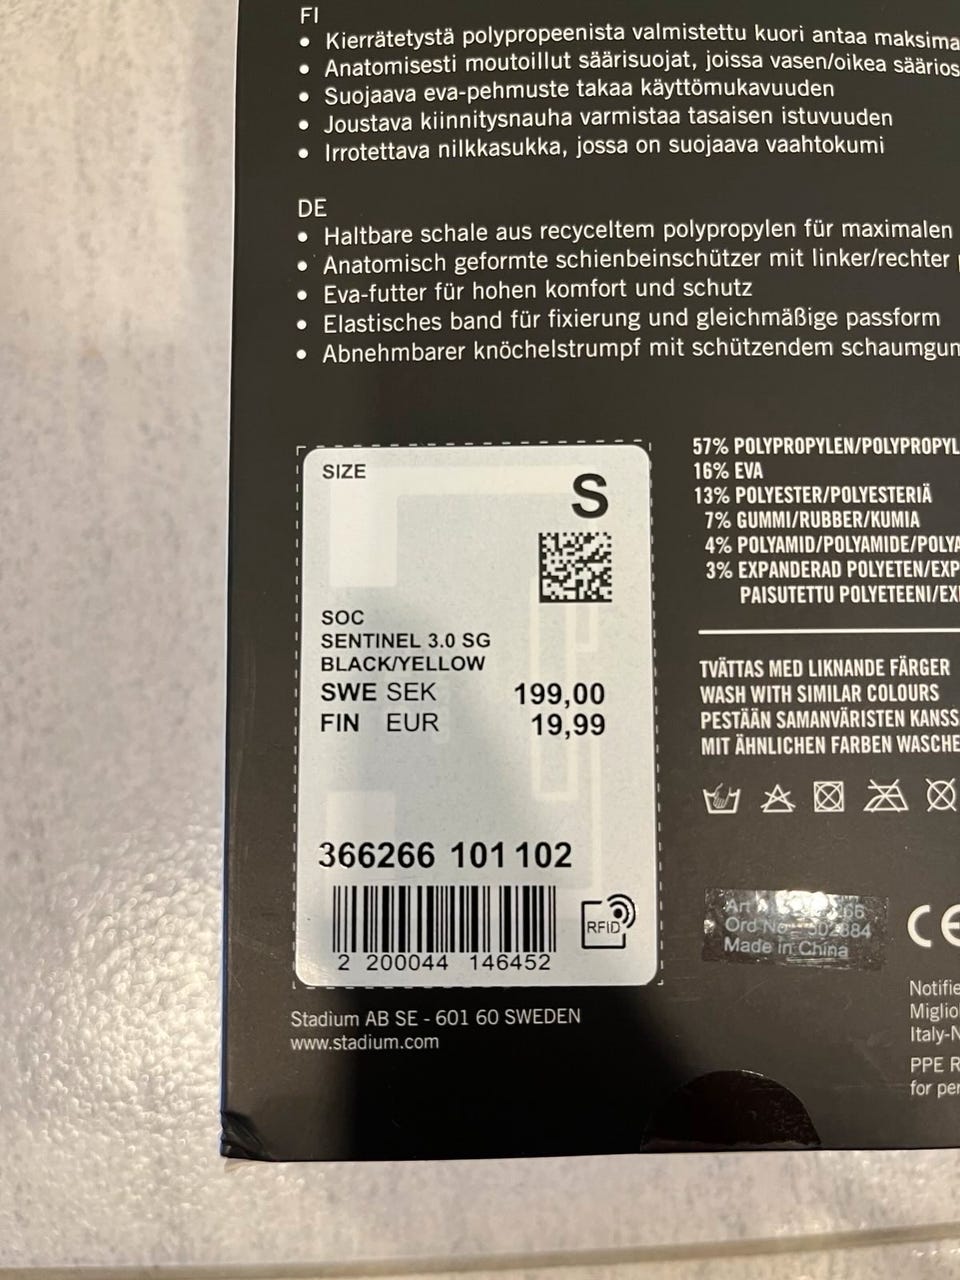 FI
• Kierrätetystä polypropeenista valmistettu kuori antaa maksima
• Anatomisesti moutoillut säärisuojat, joissa vasen/oikea säärios
• Suojaava eva-pehmuste takaa käyttömukavuuden
• Joustava kiinnitysnauha varmistaa tasaisen istuvuuden
• Irrotettava nilkkasukka, jossa on suojaava vaahtokumi
DE
• Haltbare schale aus recyceltem polypropylen für maximalen
• Anatomisch geformte schienbeinschützer mit linker/rechter
• Eva-futter für hohen komfort und schutz
• Elastisches band für fixierung und gleichmäßige passform
• Abnehmbarer knöchelstrumpf mit schützendem schaumgun
SIZE
S
SOC
SENTINEL 3.0 SG
BLACK/YELLOW
SWE SEK 199,00
FIN EUR 19,99
366266 101 102
RFID
2 200044 146452
57% POLYPROPYLEN/POLYPROPYL
16% EVA
13% POLYESTER/POLYESTERIÄ
7% GUMMI/RUBBER/KUMIA
4% POLYAMID/POLYAMIDE/POLYA
3% EXPANDERAD POLYETEN/EXP
PAISUTETTU POLYETEENI/EX
TVÄTTAS MED LIKNANDE FÄRGER
WASH WITH SIMILAR COLOURS
PESTÄÄN SAMANVÄRISTEN KANSS
MIT ÄHNLICHEN FARBEN WASCHE
Art
Ord No
Made in China
CE
Notifie
Miglio
Italy-N
PPE R
for per
Stadium AB SE - 601 60 SWEDEN
www.stadium.com